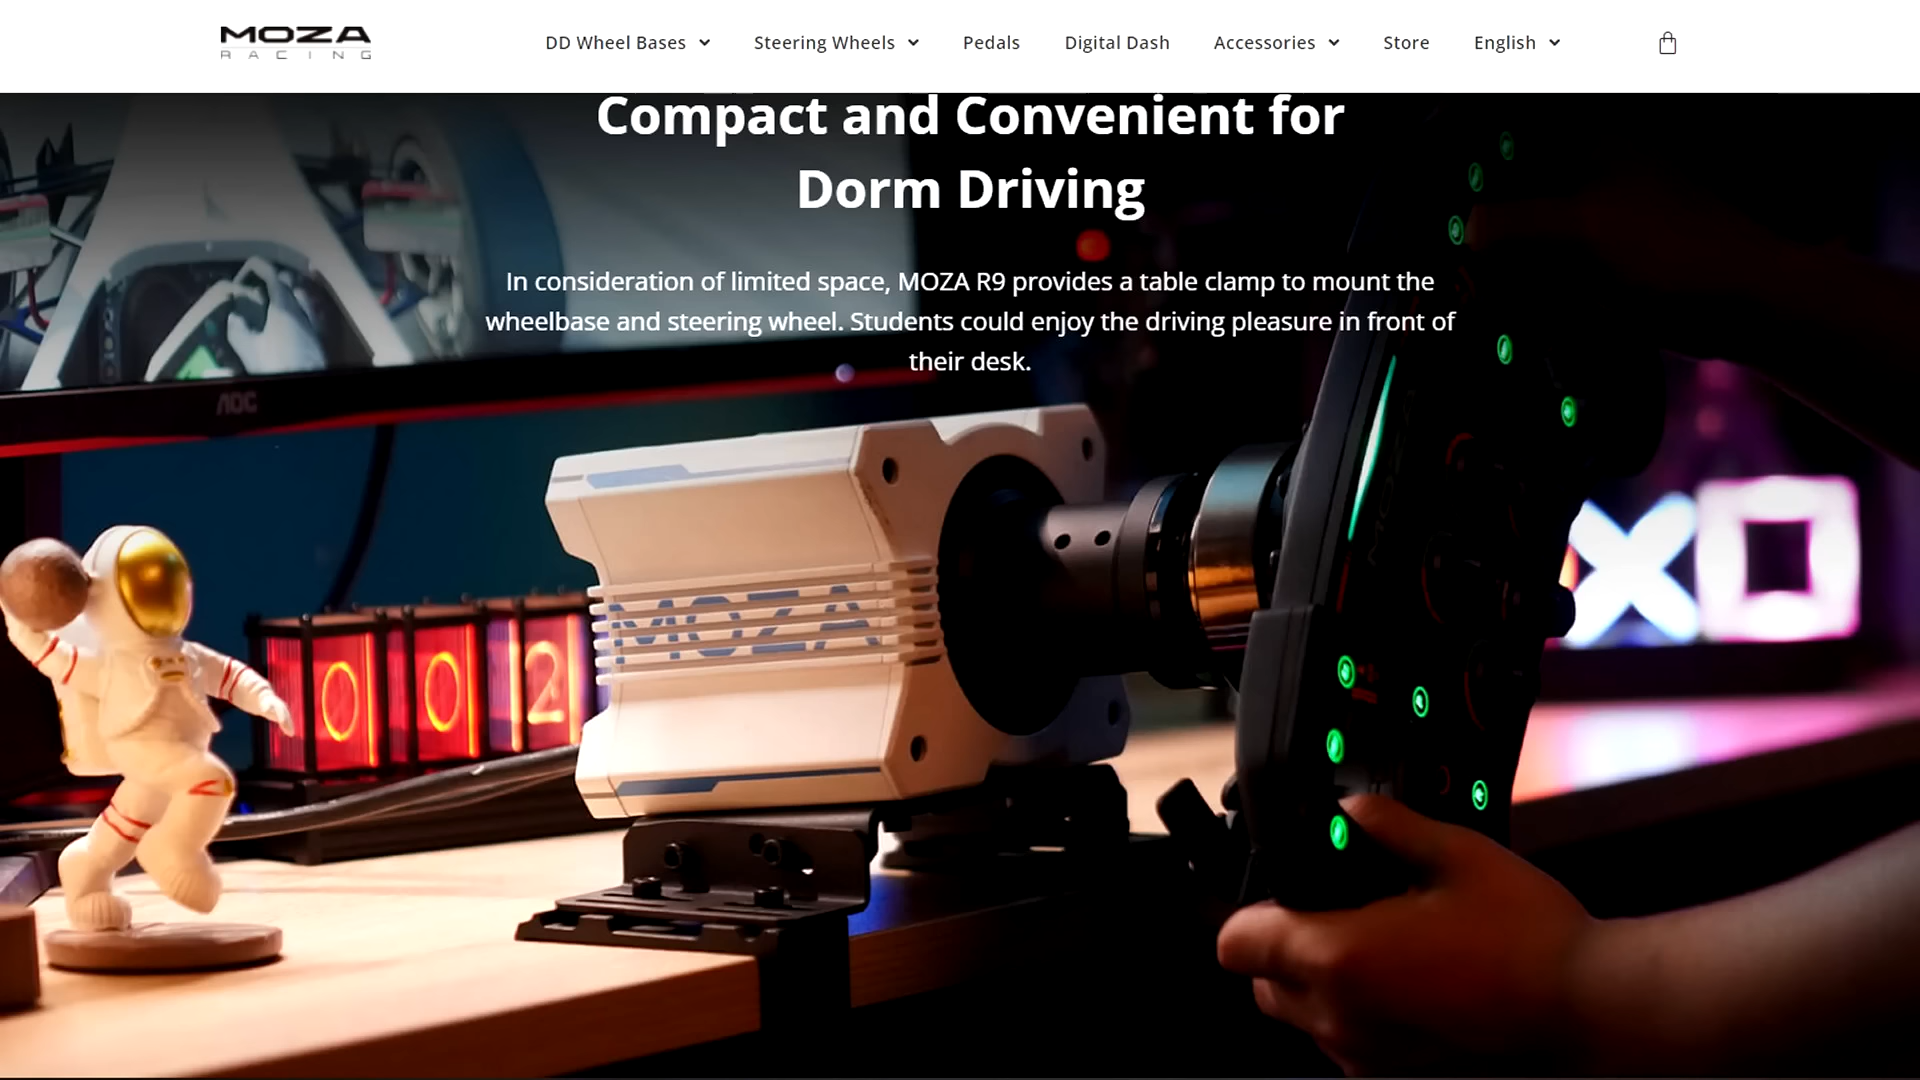 MOZA
RACING
DD Wheel Bases
Steering Wheels
Pedals
Digital Dash
Accessories
Store
English
Compact and Convenient for
Dorm Driving
In consideration of limited space, MOZA R9 provides a table clamp to mount the
wheelbase and steering wheel. Students could enjoy the driving pleasure in front of
their desk.
AOC
MOZA
002